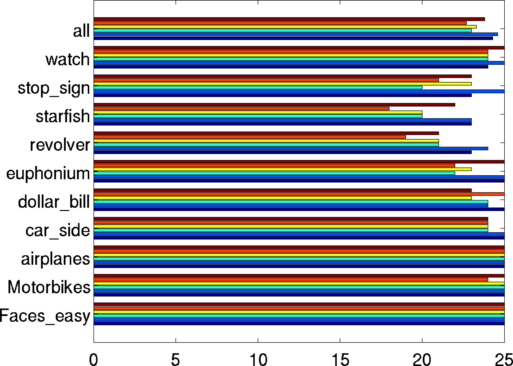 all
watch
stop_sign
starfish
revolver
euphonium
dollar_bill
car_side
airplanes
Motorbikes
Faces_easy
0 5 10 15 20 25